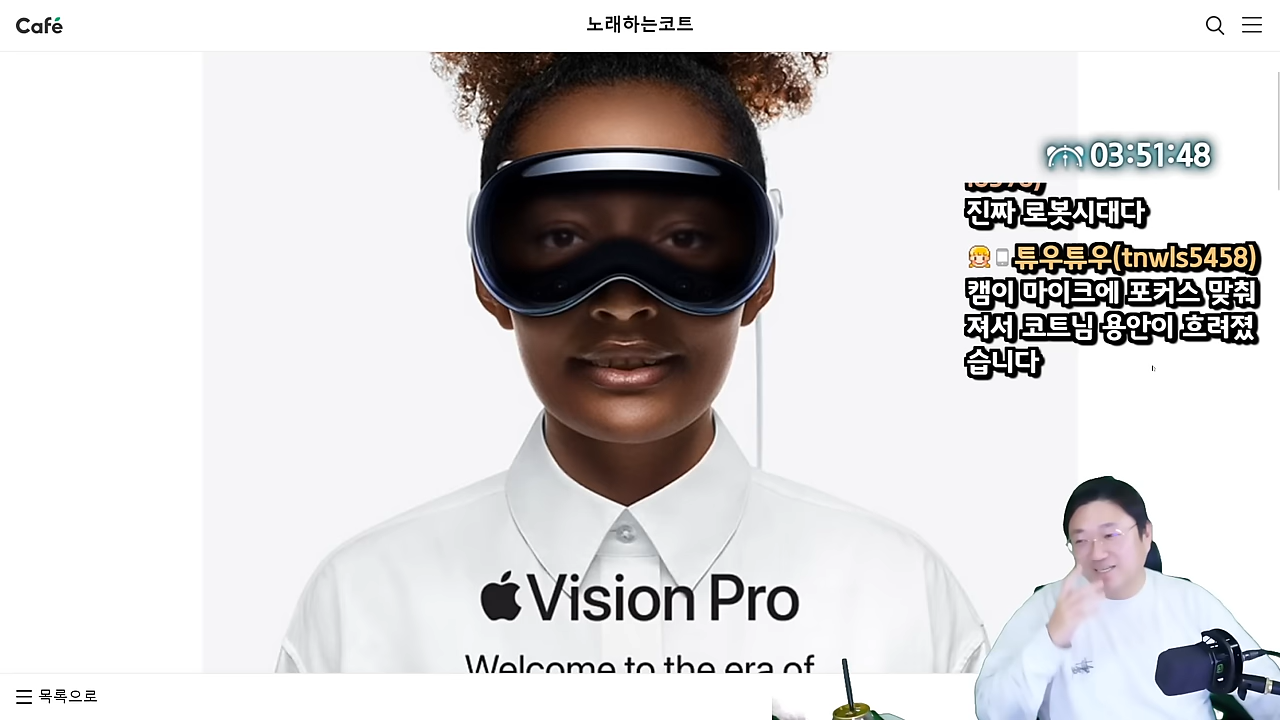 Café
노래하는코트
03:51:48
진짜 로봇시대다
튜우튜우(tnwls5458)
캠이 마이크에 포커스 맞춰
져서 코트님 용안이 흐려졌
습니다
Vision Pro
Welcome to the era of
목록으로